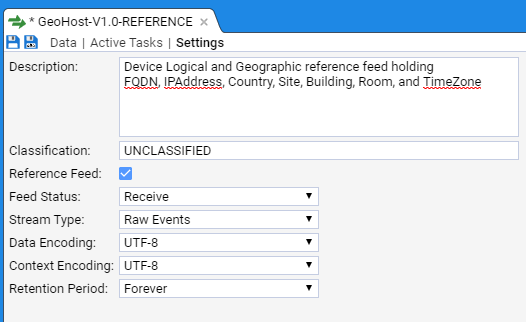 * GeoHost-V1.0-REFERENCE ×
Data | Active Tasks | Settings
Description: Device Logical and Geographic reference feed holding
FQDN, IPAddress, Country, Site, Building, Room, and TimeZone
Classification: UNCLASSIFIED
Reference Feed:
Feed Status: Receive
Stream Type: Raw Events
Data Encoding: UTF-8
Context Encoding: UTF-8
Retention Period: Forever